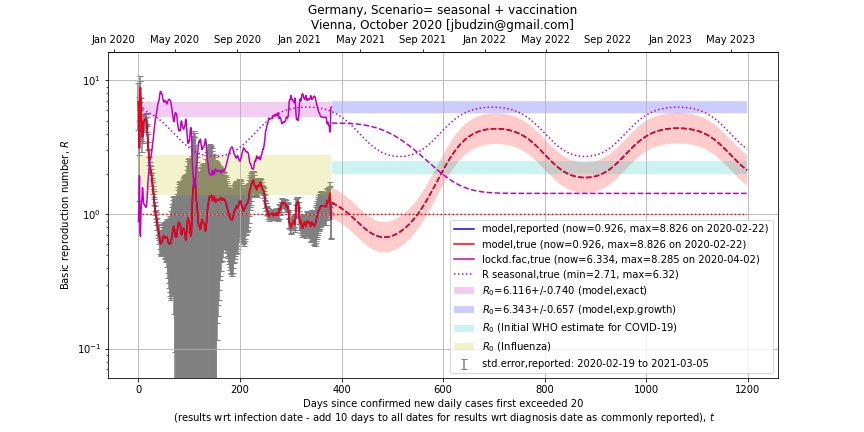 Germany, Scenario= seasonal + vaccination
Vienna, October 2020 [jbudzin@gmail.com]
Jan 2020 May 2020 Sep 2020 Jan 2021 May 2021 Sep 2021 Jan 2022 May 2022 Sep 2022 Jan 2023 May 2023
Basic reproduction number, R
10¹
10⁰
10⁻¹
model,reported (now=0.926, max=8.826 on 2020-02-22)
model,true (now=0.926, max=8.826 on 2020-02-22)
lockd.fac,true (now=6.334, max=8.285 on 2020-04-02)
R seasonal,true (min=2.71, max=6.32)
R₀=6.116+/-0.740 (model,exact)
R₀=6.343+/-0.657 (model,exp.growth)
R₀ (Initial WHO estimate for COVID-19)
R₀ (Influenza)
std.error,reported: 2020-02-19 to 2021-03-05
0 200 400 600 800 1000 1200
Days since confirmed new daily cases first exceeded 20
(results wrt infection date - add 10 days to all dates for results wrt diagnosis date as commonly reported), t